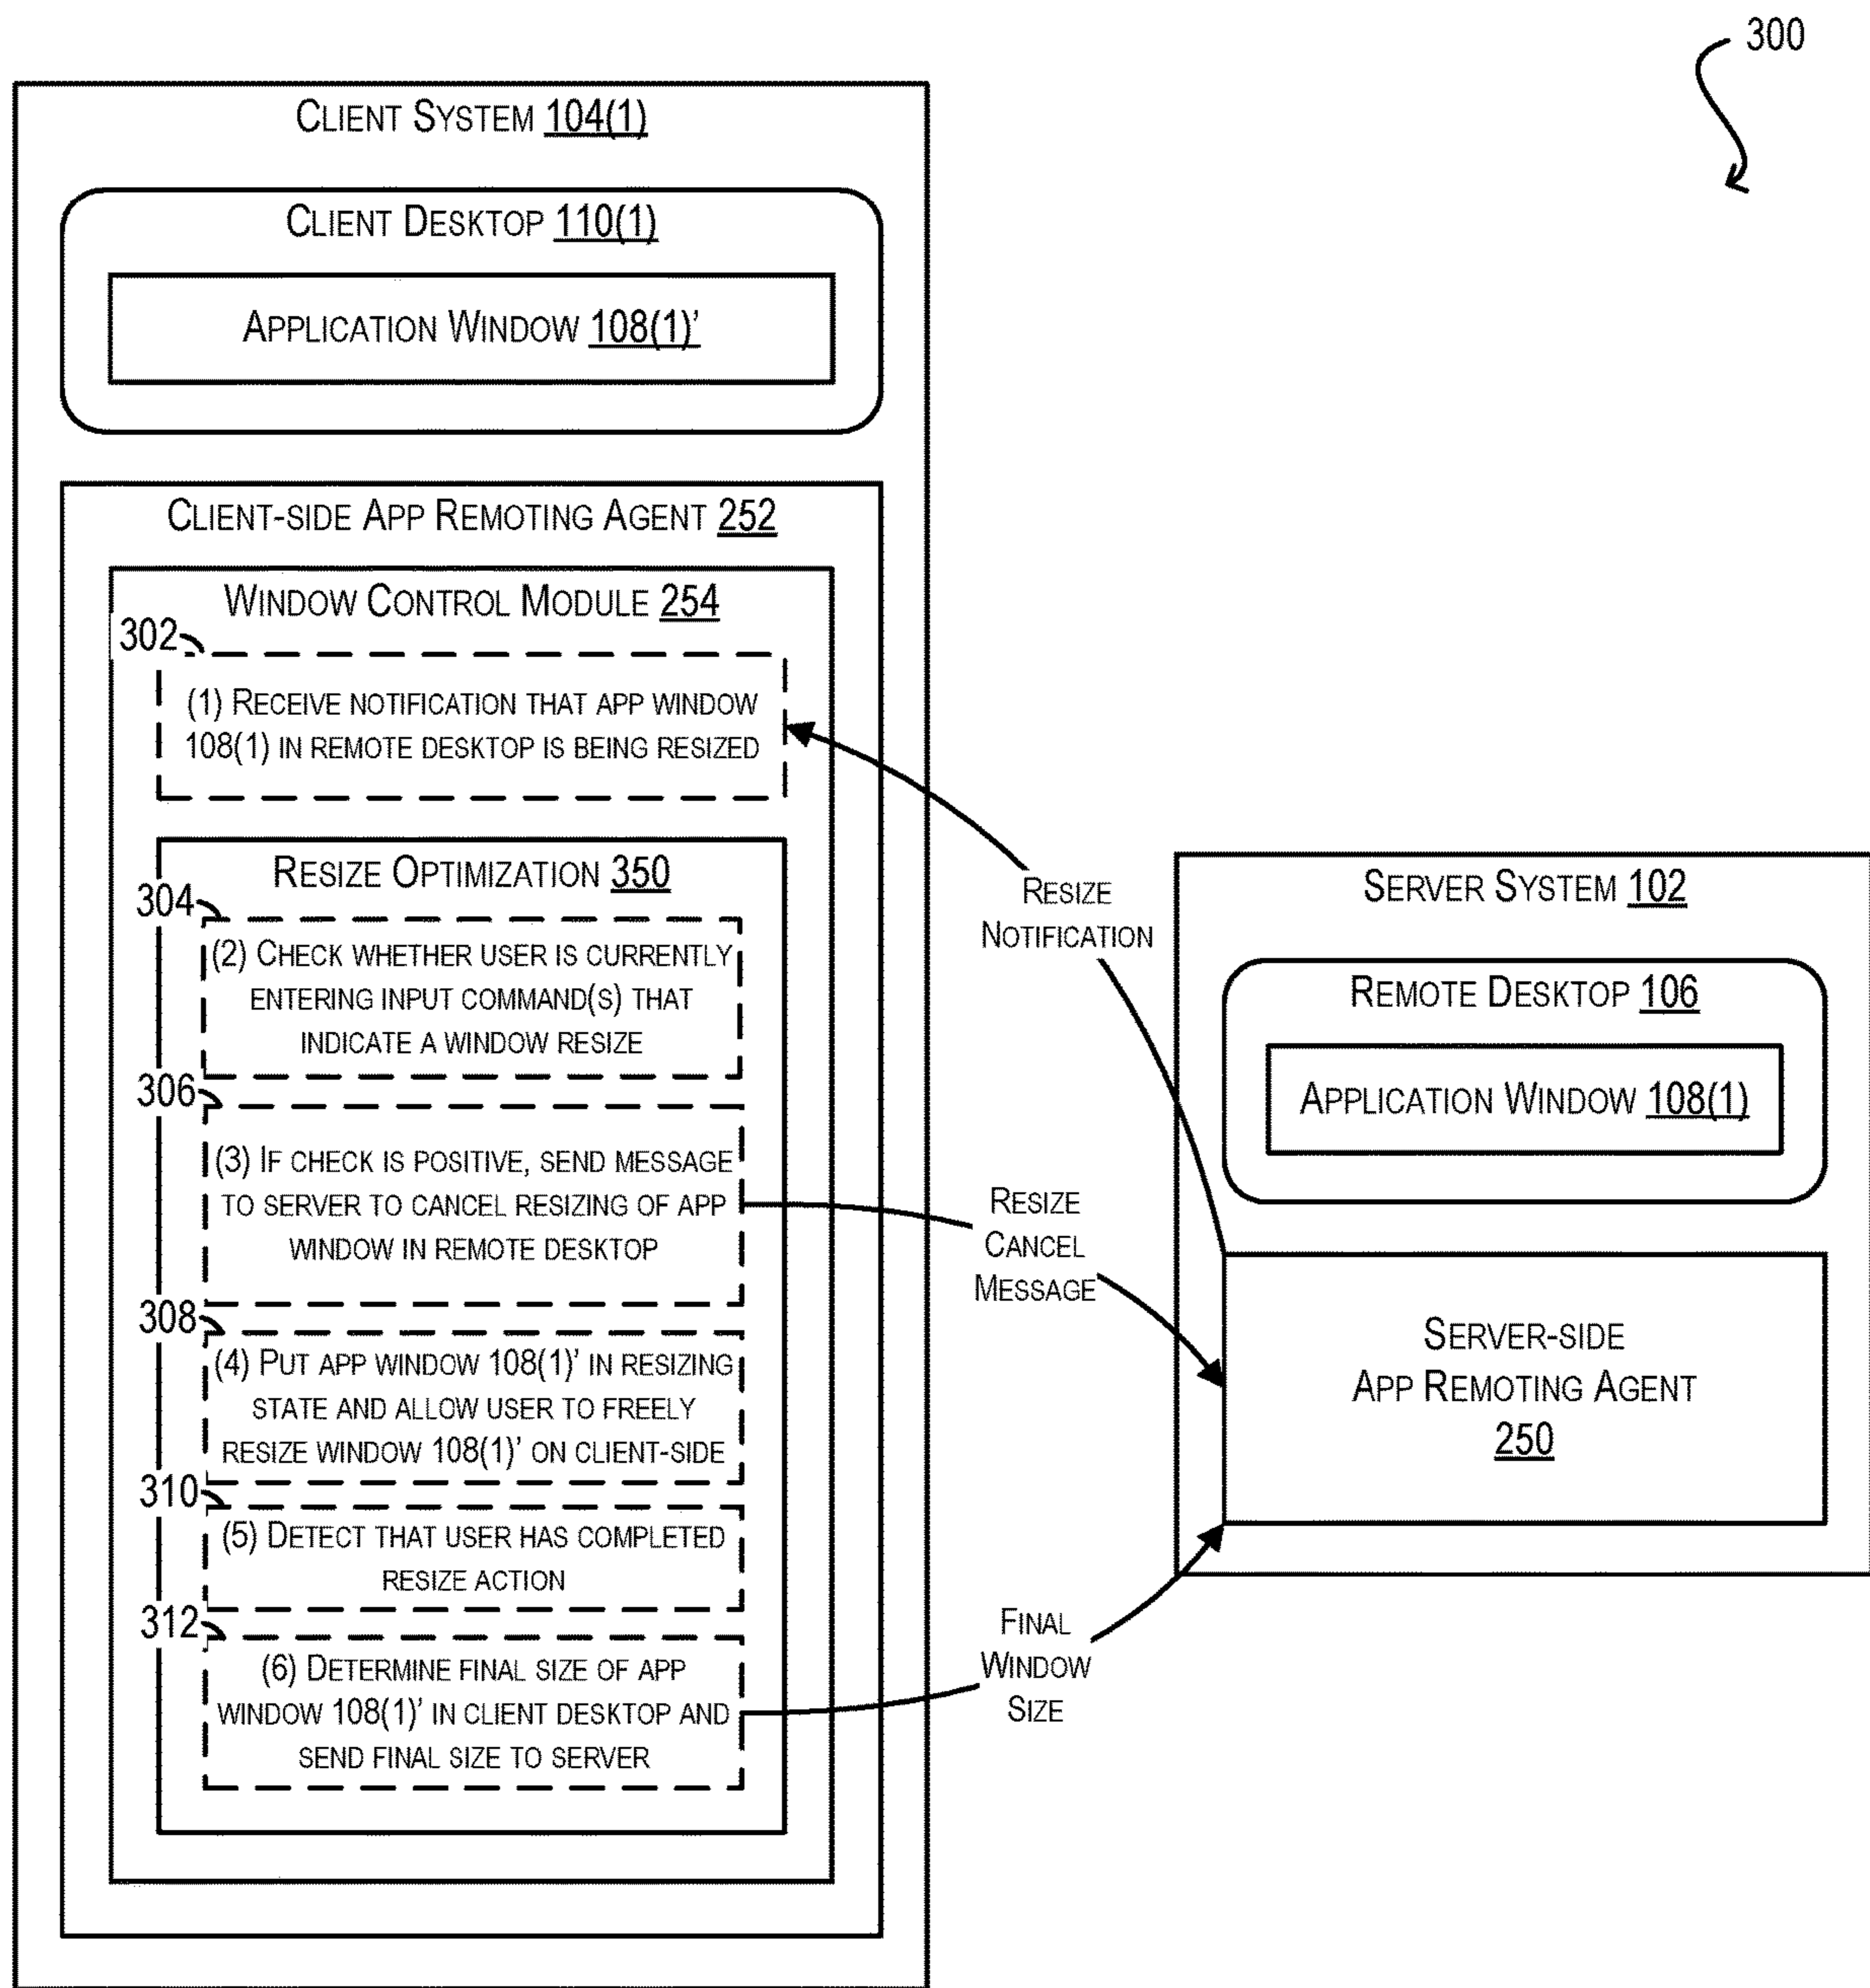 300
CLIENT SYSTEM 104(1)
CLIENT DESKTOP 110(1)
APPLICATION WINDOW 108(1)’
CLIENT-SIDE APP REMOTING AGENT 252
WINDOW CONTROL MODULE 254
302
(1) RECEIVE NOTIFICATION THAT APP WINDOW
108(1) IN REMOTE DESKTOP IS BEING RESIZED
RESIZE OPTIMIZATION 350
304
(2) CHECK WHETHER USER IS CURRENTLY
ENTERING INPUT COMMAND(S) THAT
INDICATE A WINDOW RESIZE
306
(3) IF CHECK IS POSITIVE, SEND MESSAGE
TO SERVER TO CANCEL RESIZING OF APP
WINDOW IN REMOTE DESKTOP
308
(4) PUT APP WINDOW 108(1)’ IN RESIZING
STATE AND ALLOW USER TO FREELY
RESIZE WINDOW 108(1)’ ON CLIENT-SIDE
310
(5) DETECT THAT USER HAS COMPLETED
RESIZE ACTION
312
(6) DETERMINE FINAL SIZE OF APP
WINDOW 108(1)’ IN CLIENT DESKTOP AND
SEND FINAL SIZE TO SERVER
RESIZE
NOTIFICATION
RESIZE
CANCEL
MESSAGE
FINAL
WINDOW
SIZE
SERVER SYSTEM 102
REMOTE DESKTOP 106
APPLICATION WINDOW 108(1)
SERVER-SIDE
APP REMOTING AGENT
250